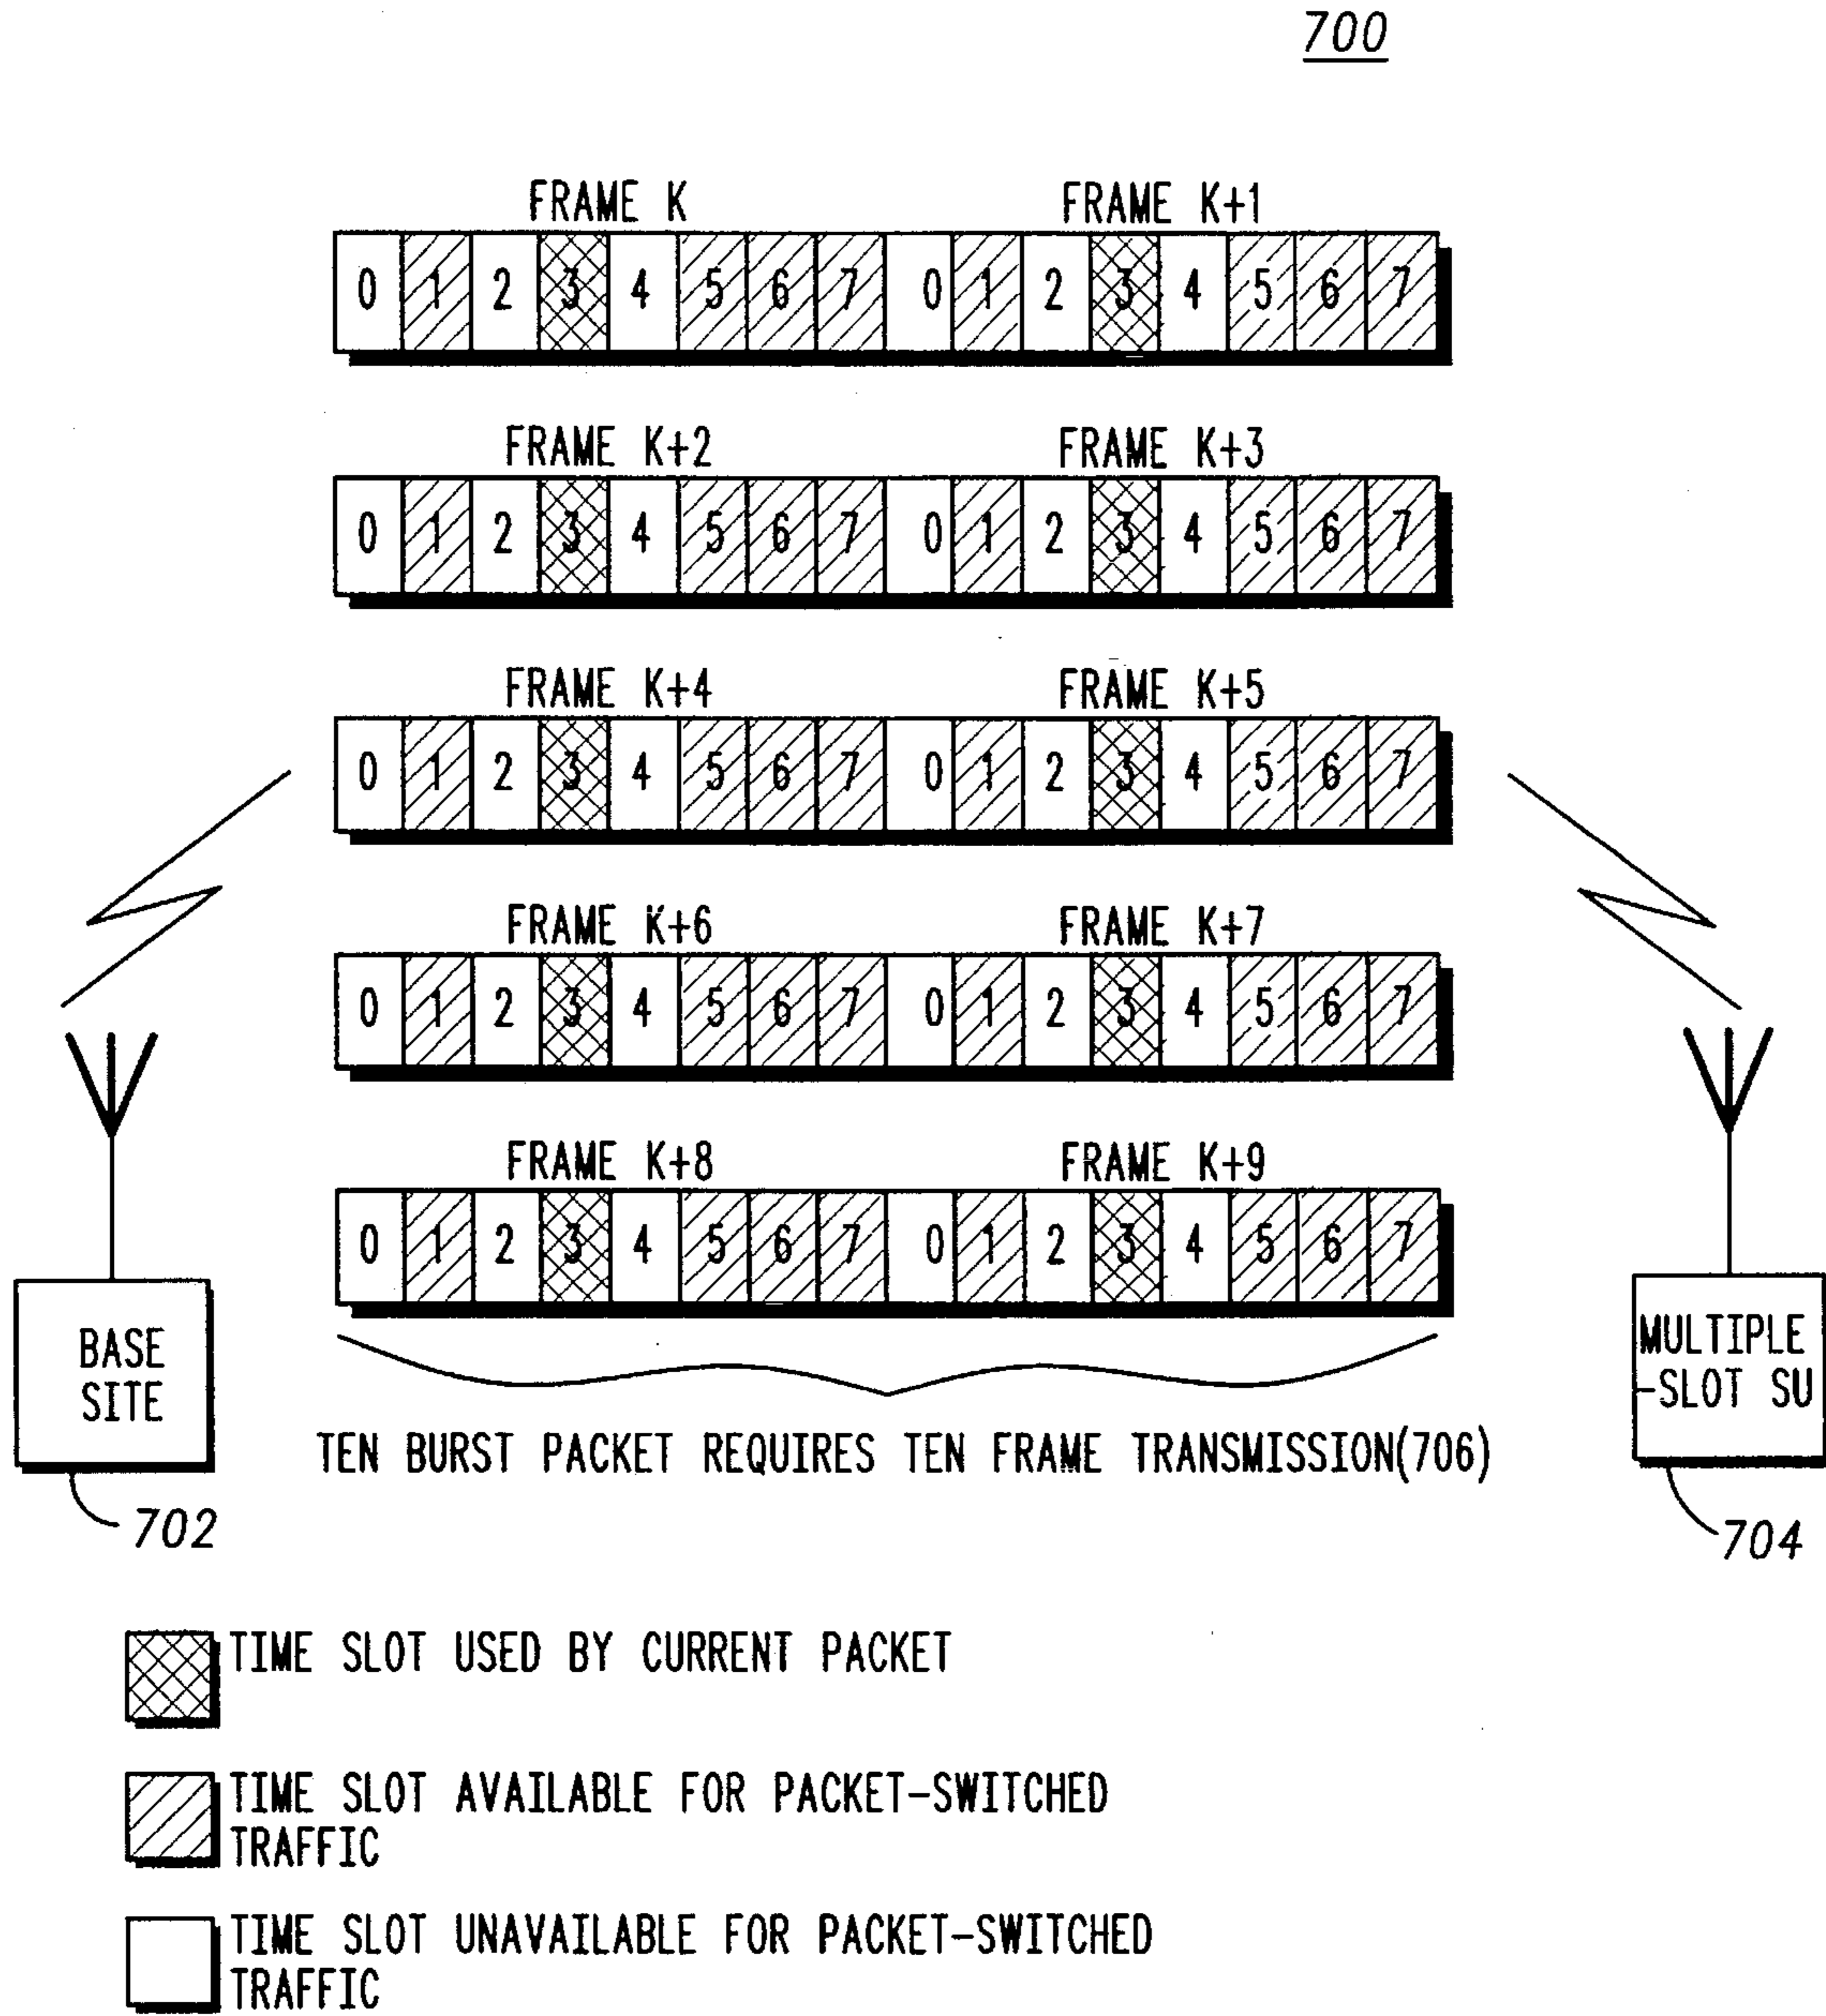 700
FRAME K FRAME K+1
0 1 2 3 4 5 6 7 0 1 2 3 4 5 6 7
FRAME K+2 FRAME K+3
0 1 2 3 4 5 6 7 0 1 2 3 4 5 6 7
FRAME K+4 FRAME K+5
0 1 2 3 4 5 6 7 0 1 2 3 4 5 6 7
FRAME K+6 FRAME K+7
0 1 2 3 4 5 6 7 0 1 2 3 4 5 6 7
FRAME K+8 FRAME K+9
0 1 2 3 4 5 6 7 0 1 2 3 4 5 6 7
BASE
SITE
MULTIPLE
-SLOT SU
TEN BURST PACKET REQUIRES TEN FRAME TRANSMISSION(706)
702
704
TIME SLOT USED BY CURRENT PACKET
TIME SLOT AVAILABLE FOR PACKET-SWITCHED
TRAFFIC
TIME SLOT UNAVAILABLE FOR PACKET-SWITCHED
TRAFFIC